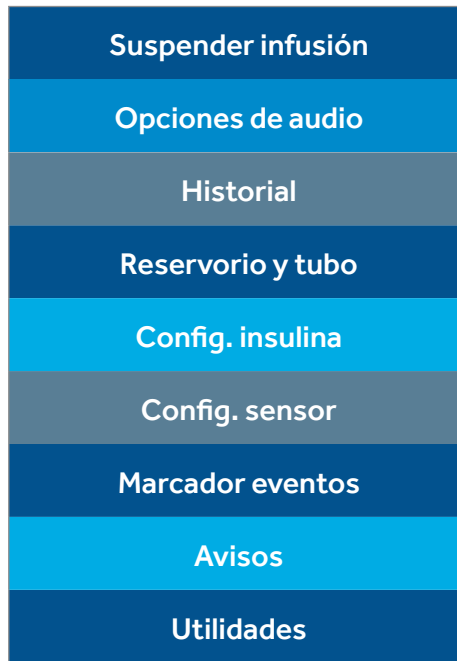 Suspender infusión
Opciones de audio
Historial
Reservorio y tubo
Config. insulina
Config. sensor
Marcador eventos
Avisos
Utilidades